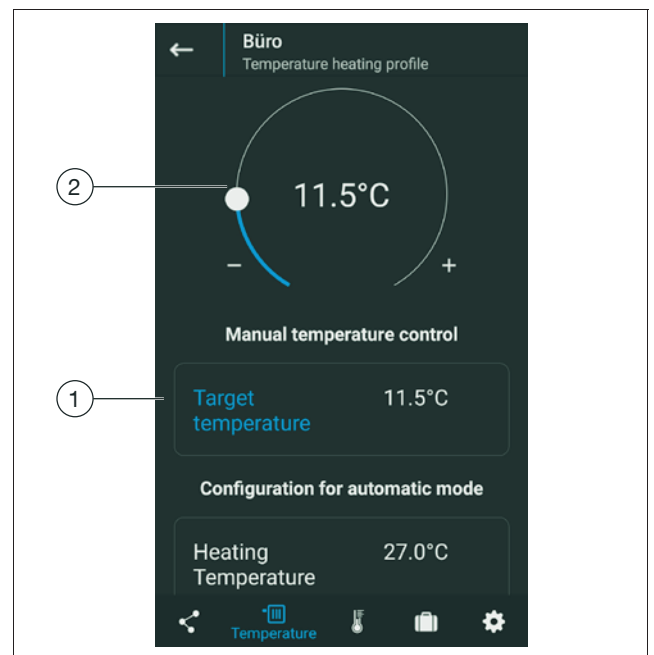 Büro
Temperature heating profile
2
11.5°C
− +
Manual temperature control
1
Target 11.5°C
temperature
Configuration for automatic mode
Heating 27.0°C
Temperature
Temperature